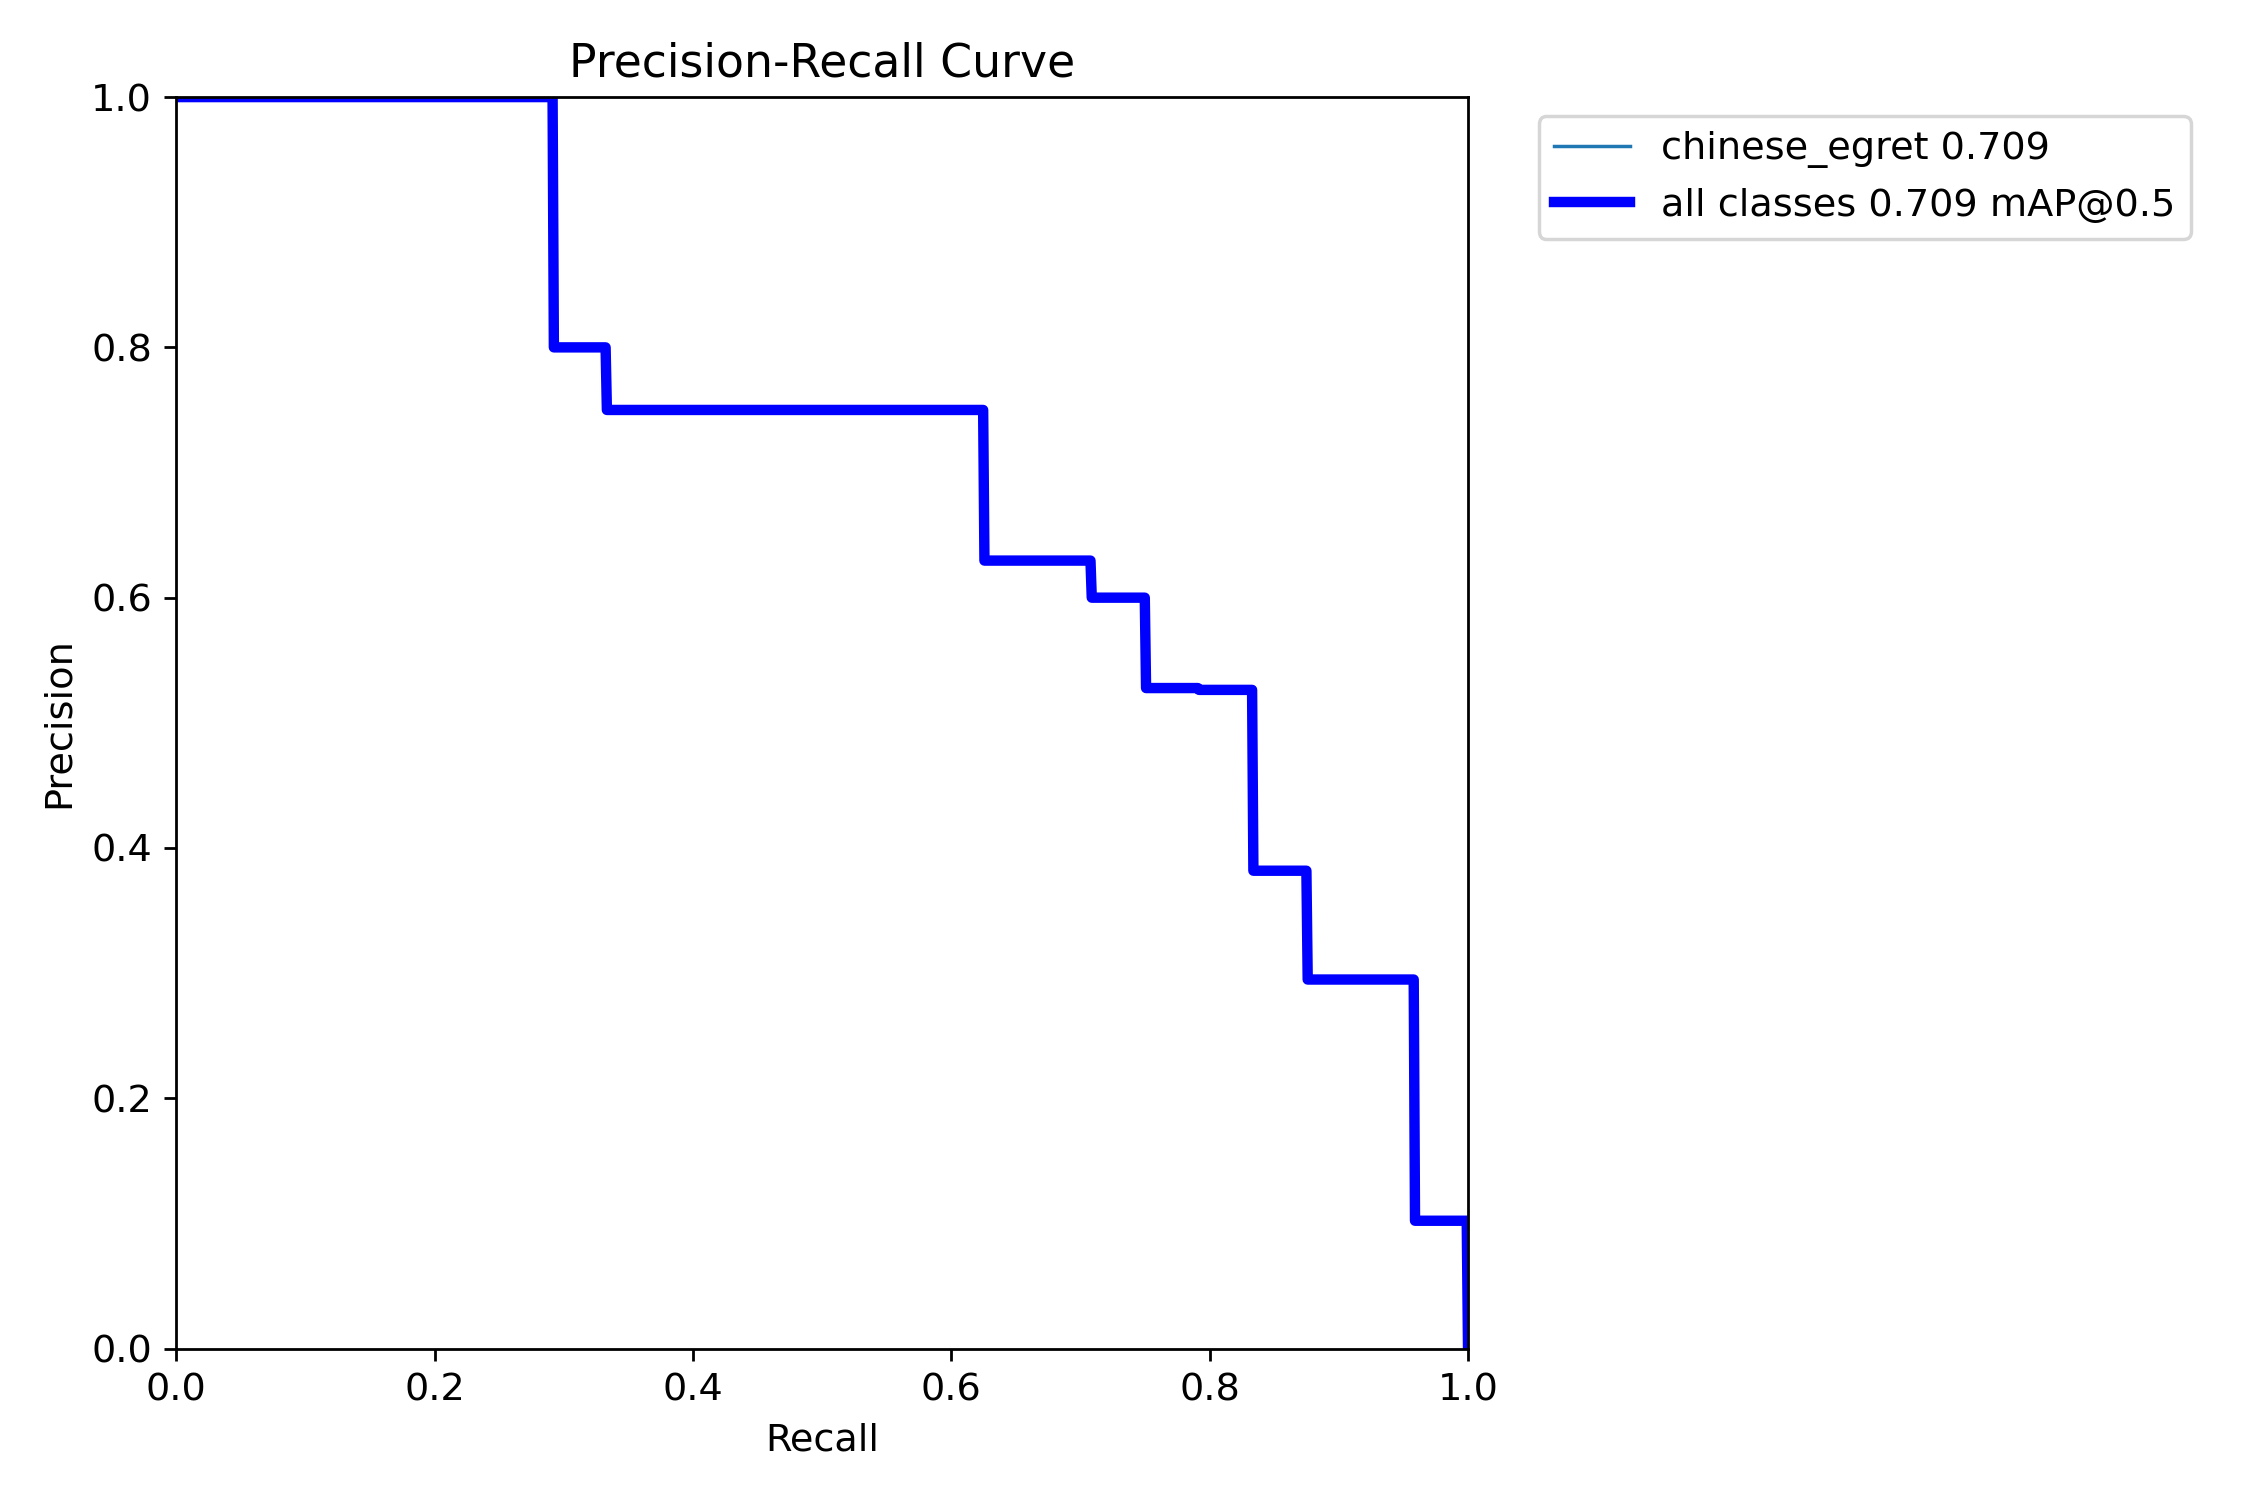 Precision-Recall Curve
chinese_egret 0.709
all classes 0.709 mAP@0.5
Precision
1.0
0.8
0.6
0.4
0.2
0.0
0.0 0.2 0.4 0.6 0.8 1.0
Recall